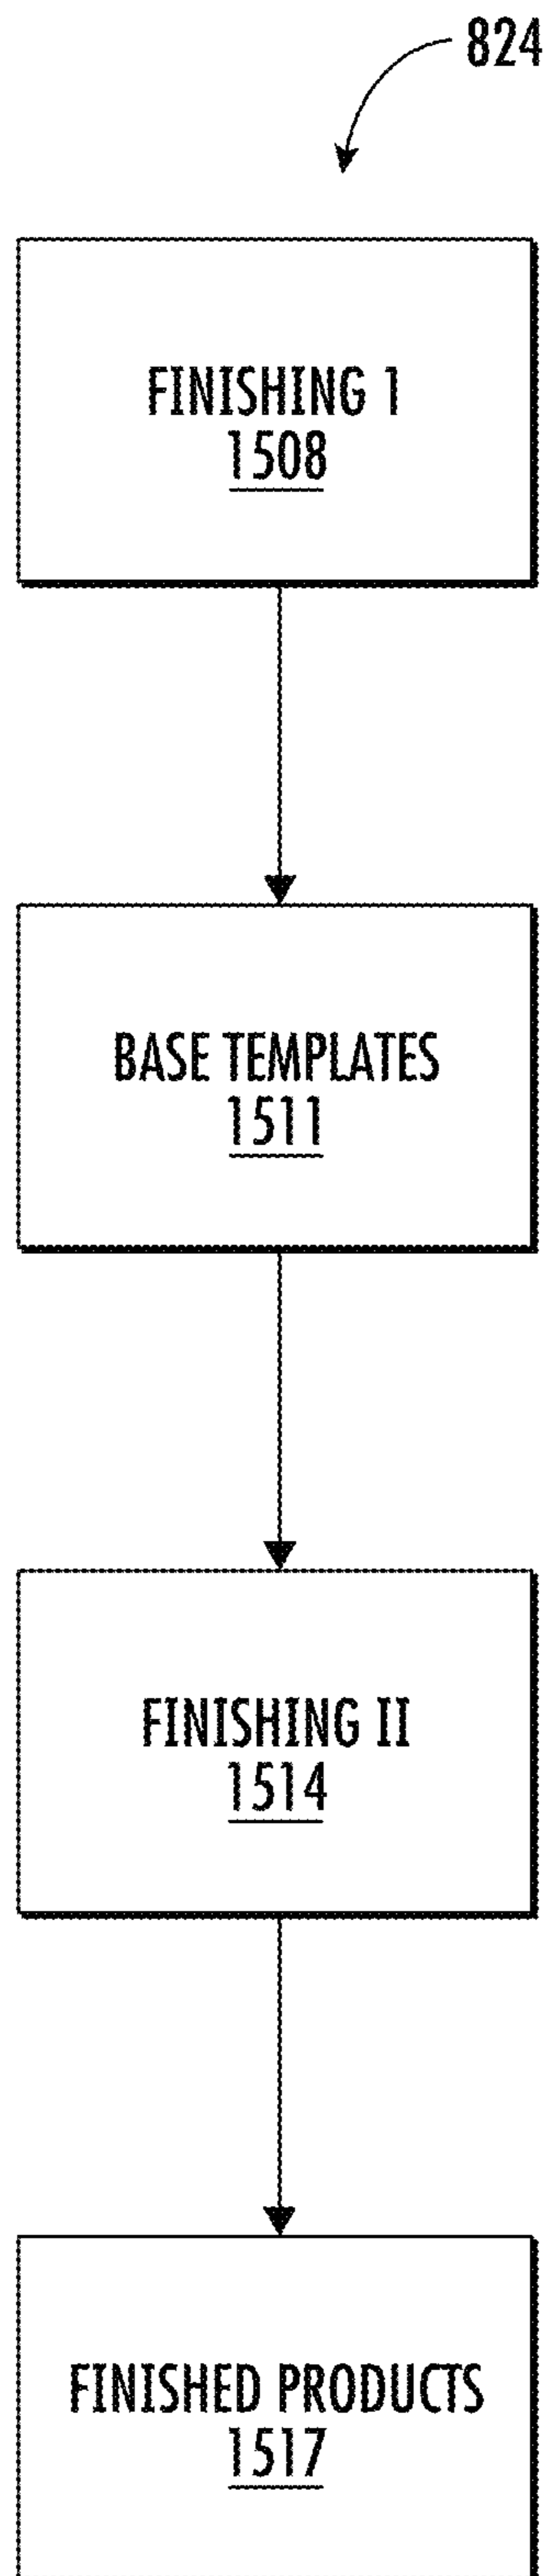 824
FINISHING 1
1508
BASE TEMPLATES
1511
FINISHING II
1514
FINISHED PRODUCTS
1517